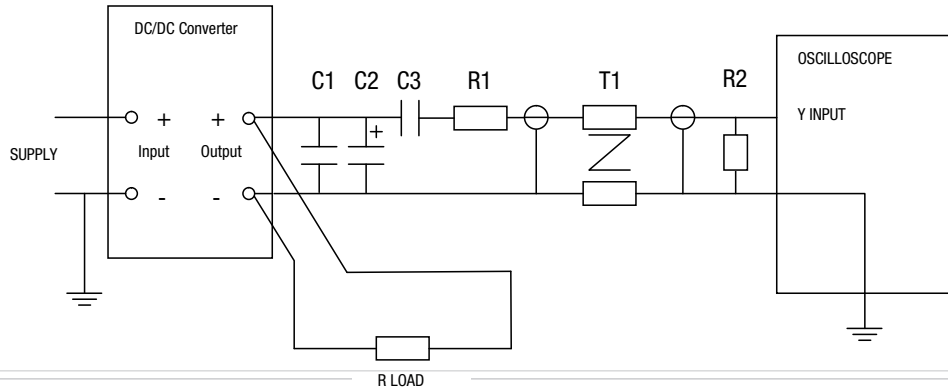 DC/DC Converter
OSCILLOSCOPE
C1 C2 C3 R1 T1 R2
+
Y INPUT
+ +
SUPPLY
Input Output
- -
R LOAD